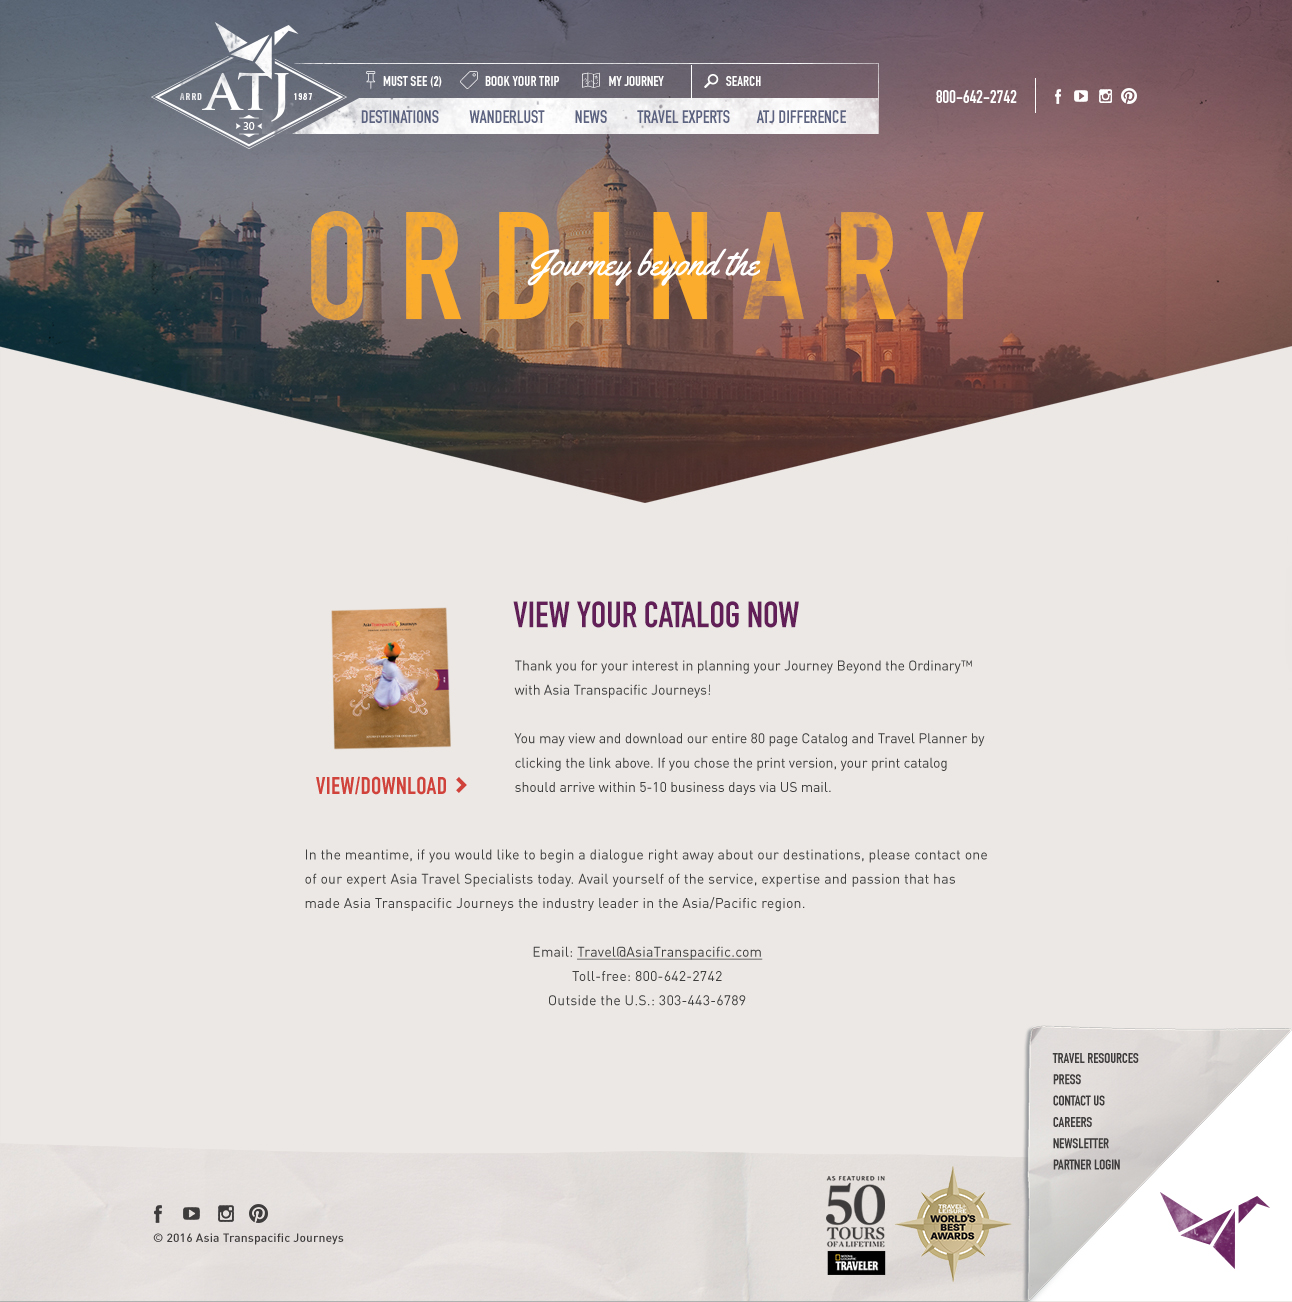 ARRD
ATJ
1987
30
MUST SEE (2)
BOOK YOUR TRIP
MY JOURNEY
SEARCH
800-642-2742
DESTINATIONS
WANDERLUST
NEWS
TRAVEL EXPERTS
ATJ DIFFERENCE
Journey beyond the
ORDINARY
Asia Transpacific Journeys
VIEW/DOWNLOAD
VIEW YOUR CATALOG NOW
Thank you for your interest in planning your Journey Beyond the Ordinary™
with Asia Transpacific Journeys!
You may view and download our entire 80 page Catalog and Travel Planner by
clicking the link above. If you chose the print version, your print catalog
should arrive within 5-10 business days via US mail.
In the meantime, if you would like to begin a dialogue right away about our destinations, please contact one
of our expert Asia Travel Specialists today. Avail yourself of the service, expertise and passion that has
made Asia Transpacific Journeys the industry leader in the Asia/Pacific region.
Email: Travel@AsiaTranspacific.com
Toll-free: 800-642-2742
Outside the U.S.: 303-443-6789
TRAVEL RESOURCES
PRESS
CONTACT US
CAREERS
NEWSLETTER
PARTNER LOGIN
© 2016 Asia Transpacific Journeys
AS FEATURED IN
50
TOURS
OF A LIFETIME
NATIONAL GEOGRAPHIC
TRAVELER
TRAVEL+
LEISURE
WORLD'S
BEST
AWARDS